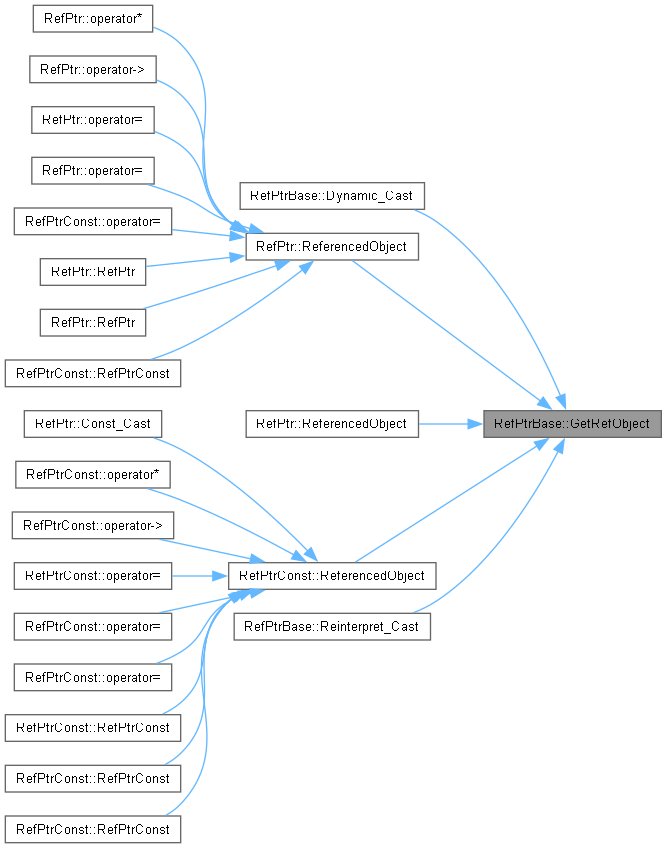 RefPtr::operator*
RefPtr::operator->
RefPtr::operator=
RefPtr::operator=
RefPtrBase::Dynamic_Cast
RefPtrConst::operator=
RefPtr::ReferencedObject
RefPtr::RefPtr
RefPtr::RefPtr
RefPtrConst::RefPtrConst
RefPtr::Const_Cast
RefPtr::ReferencedObject
RefPtrBase::GetRefObject
RefPtrConst::operator*
RefPtrConst::operator->
RefPtrConst::operator=
RefPtrConst::ReferencedObject
RefPtrConst::operator=
RefPtrBase::Reinterpret_Cast
RefPtrConst::operator=
RefPtrConst::RefPtrConst
RefPtrConst::RefPtrConst
RefPtrConst::RefPtrConst